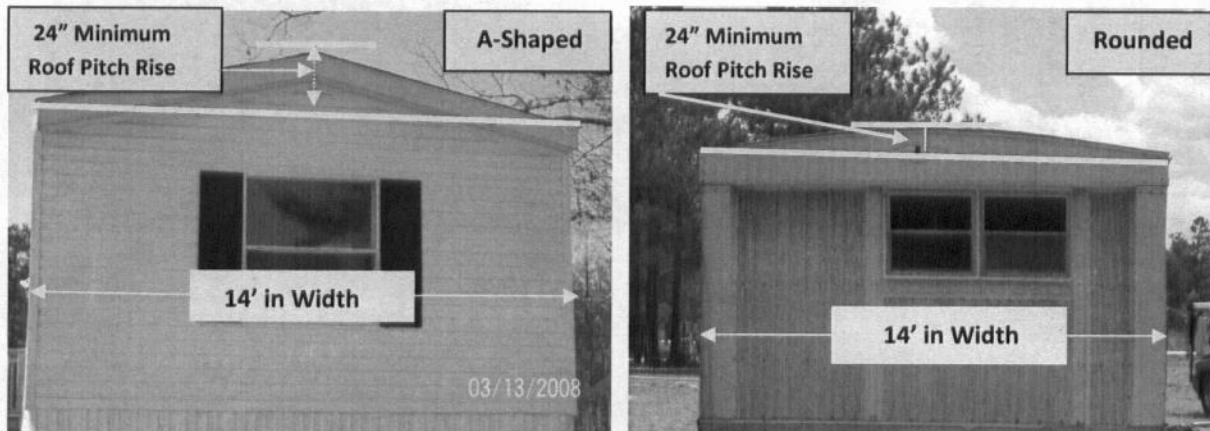 24” Minimum
Roof Pitch Rise
A-Shaped
14’ in Width
03/13/2008
24” Minimum
Roof Pitch Rise
Rounded
14’ in Width